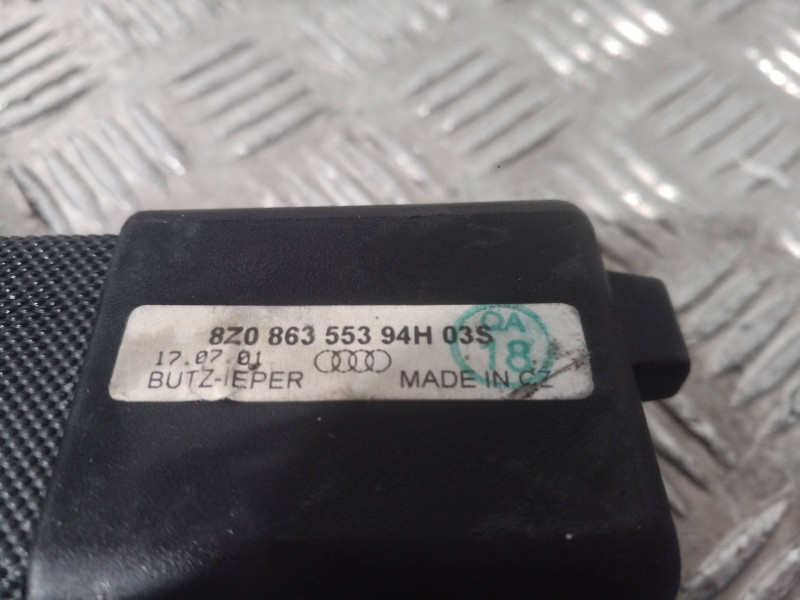 8Z0 863 553 94H 03S
17.07.01
BUTZ-IEPER MADE IN CZ
QA
18